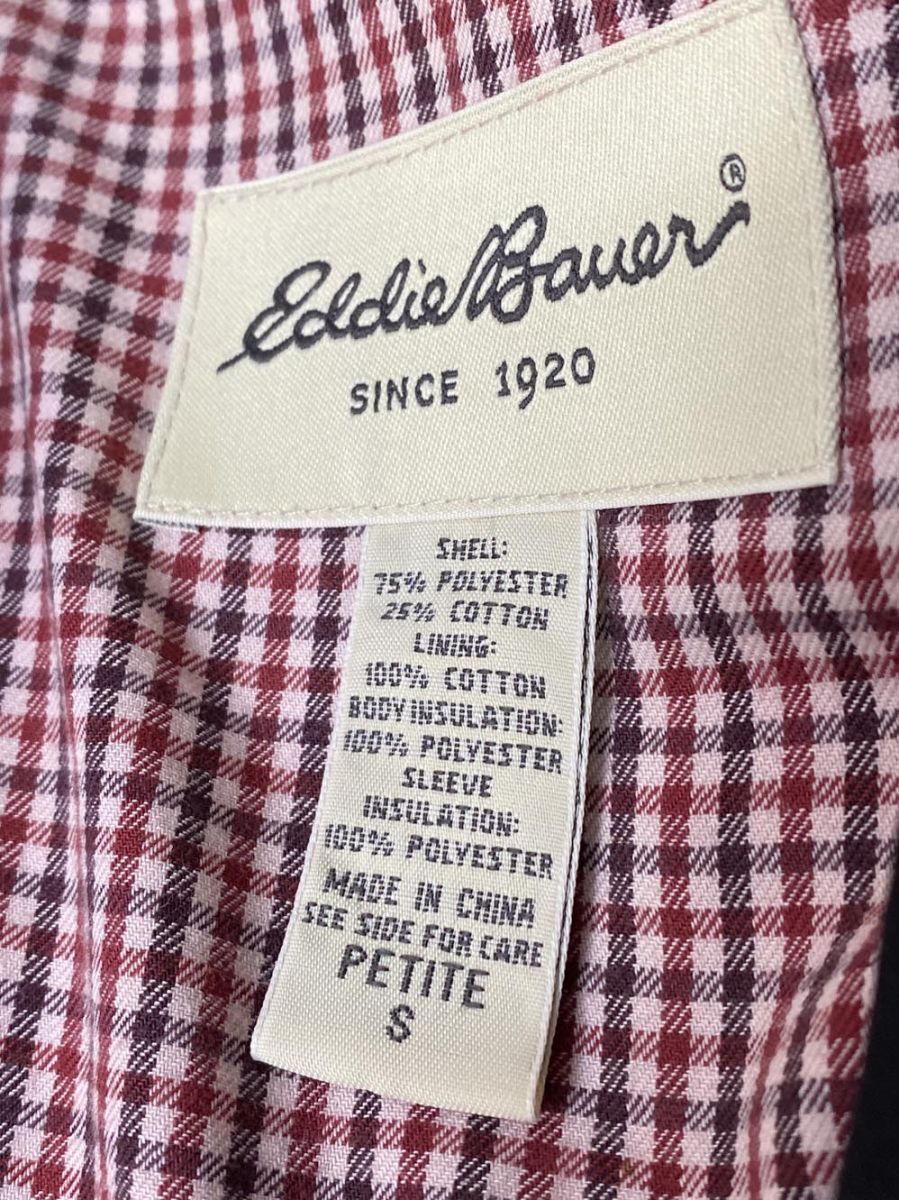 Eddie Bauer®
SINCE 1920
SHELL:
75% POLYESTER
25% COTTON
LINING:
100% COTTON
BODY INSULATION:
100% POLYESTER
SLEEVE
INSULATION:
100% POLYESTER
MADE IN CHINA
SEE SIDE FOR CARE
PETITE
S